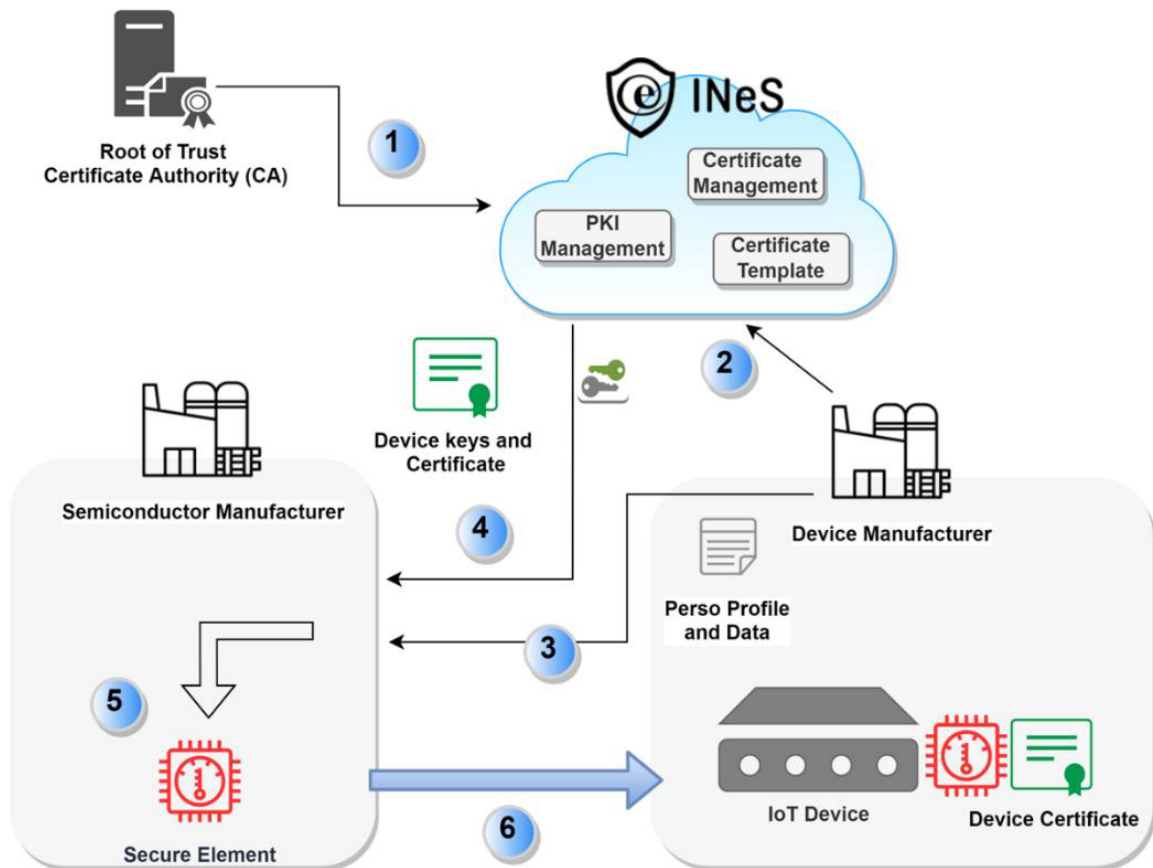 e INeS
Root of Trust
Certificate Authority (CA)
1
Certificate
Management
PKI
Management
Certificate
Template
2
Device keys and
Certificate
Semiconductor Manufacturer
4
Device Manufacturer
Perso Profile
and Data
3
5
IoT Device
Device Certificate
6
Secure Element